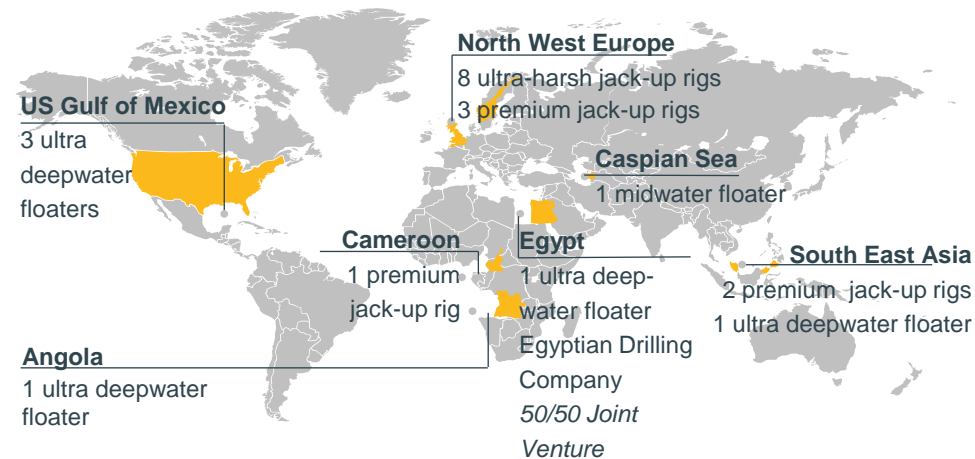 North West Europe
8 ultra-harsh jack-up rigs
3 premium jack-up rigs
US Gulf of Mexico
3 ultra
deepwater
floaters
Caspian Sea
1 midwater floater
Cameroon
1 premium
jack-up rig
Egypt
1 ultra deep-
water floater
Egyptian Drilling
Company
50/50 Joint
Venture
South East Asia
2 premium jack-up rigs
1 ultra deepwater floater
Angola
1 ultra deepwater
floater